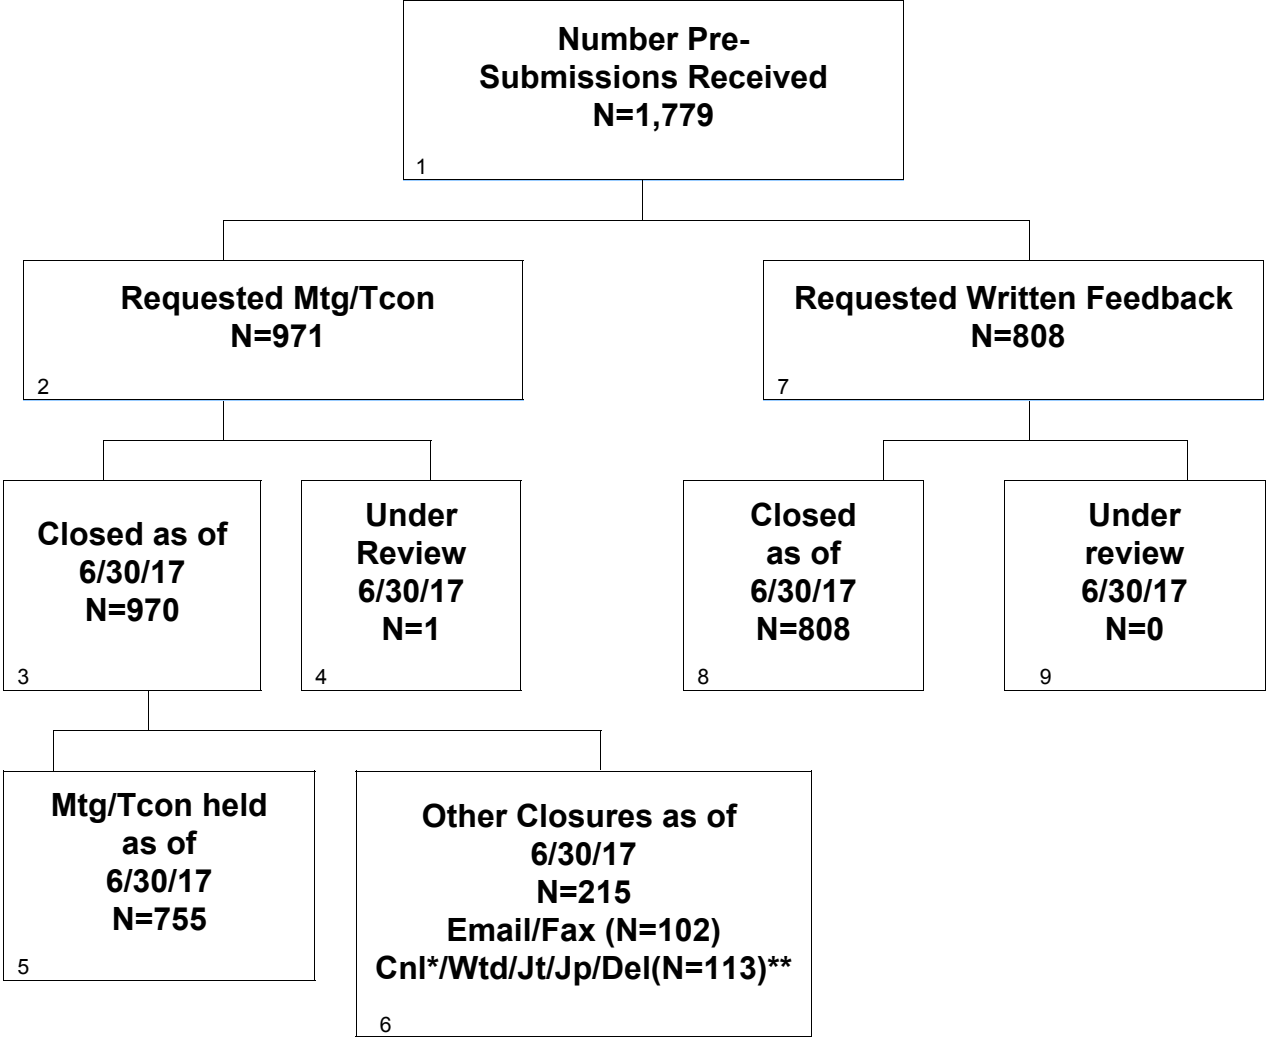 Number Pre-
Submissions Received
N=1,779
1
Requested Mtg/Tcon
N=971
2
Requested Written Feedback
N=808
7
Closed as of
6/30/17
N=970
3
Under
Review
6/30/17
N=1
4
Closed
as of
6/30/17
N=808
8
Under
review
6/30/17
N=0
9
Mtg/Tcon held
as of
6/30/17
N=755
5
Other Closures as of
6/30/17
N=215
Email/Fax (N=102)
Cnl*/Wtd/Jt/Jp/Del(N=113)**
6